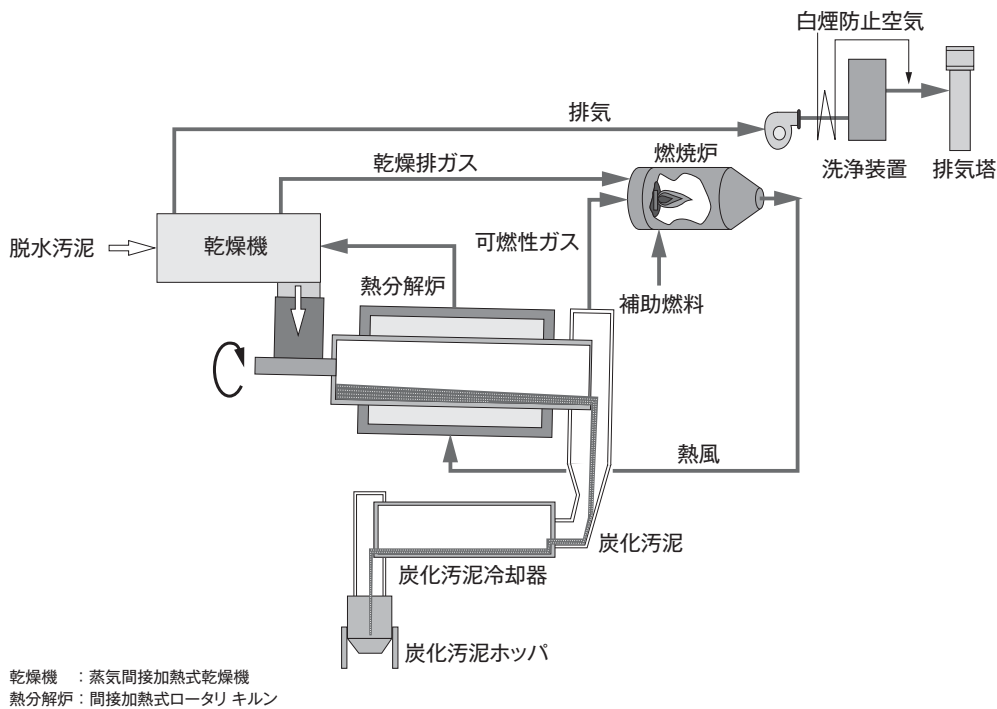 白煙防止空気
排気
乾燥排ガス
燃焼炉
洗浄装置
排気塔
脱水汚泥
乾燥機
可燃性ガス
熱分解炉
補助燃料
熱風
炭化汚泥
炭化汚泥冷却器
炭化汚泥ホッパ
乾燥機 : 蒸気間接加熱式乾燥機
熱分解炉 : 間接加熱式ロータリ キルン